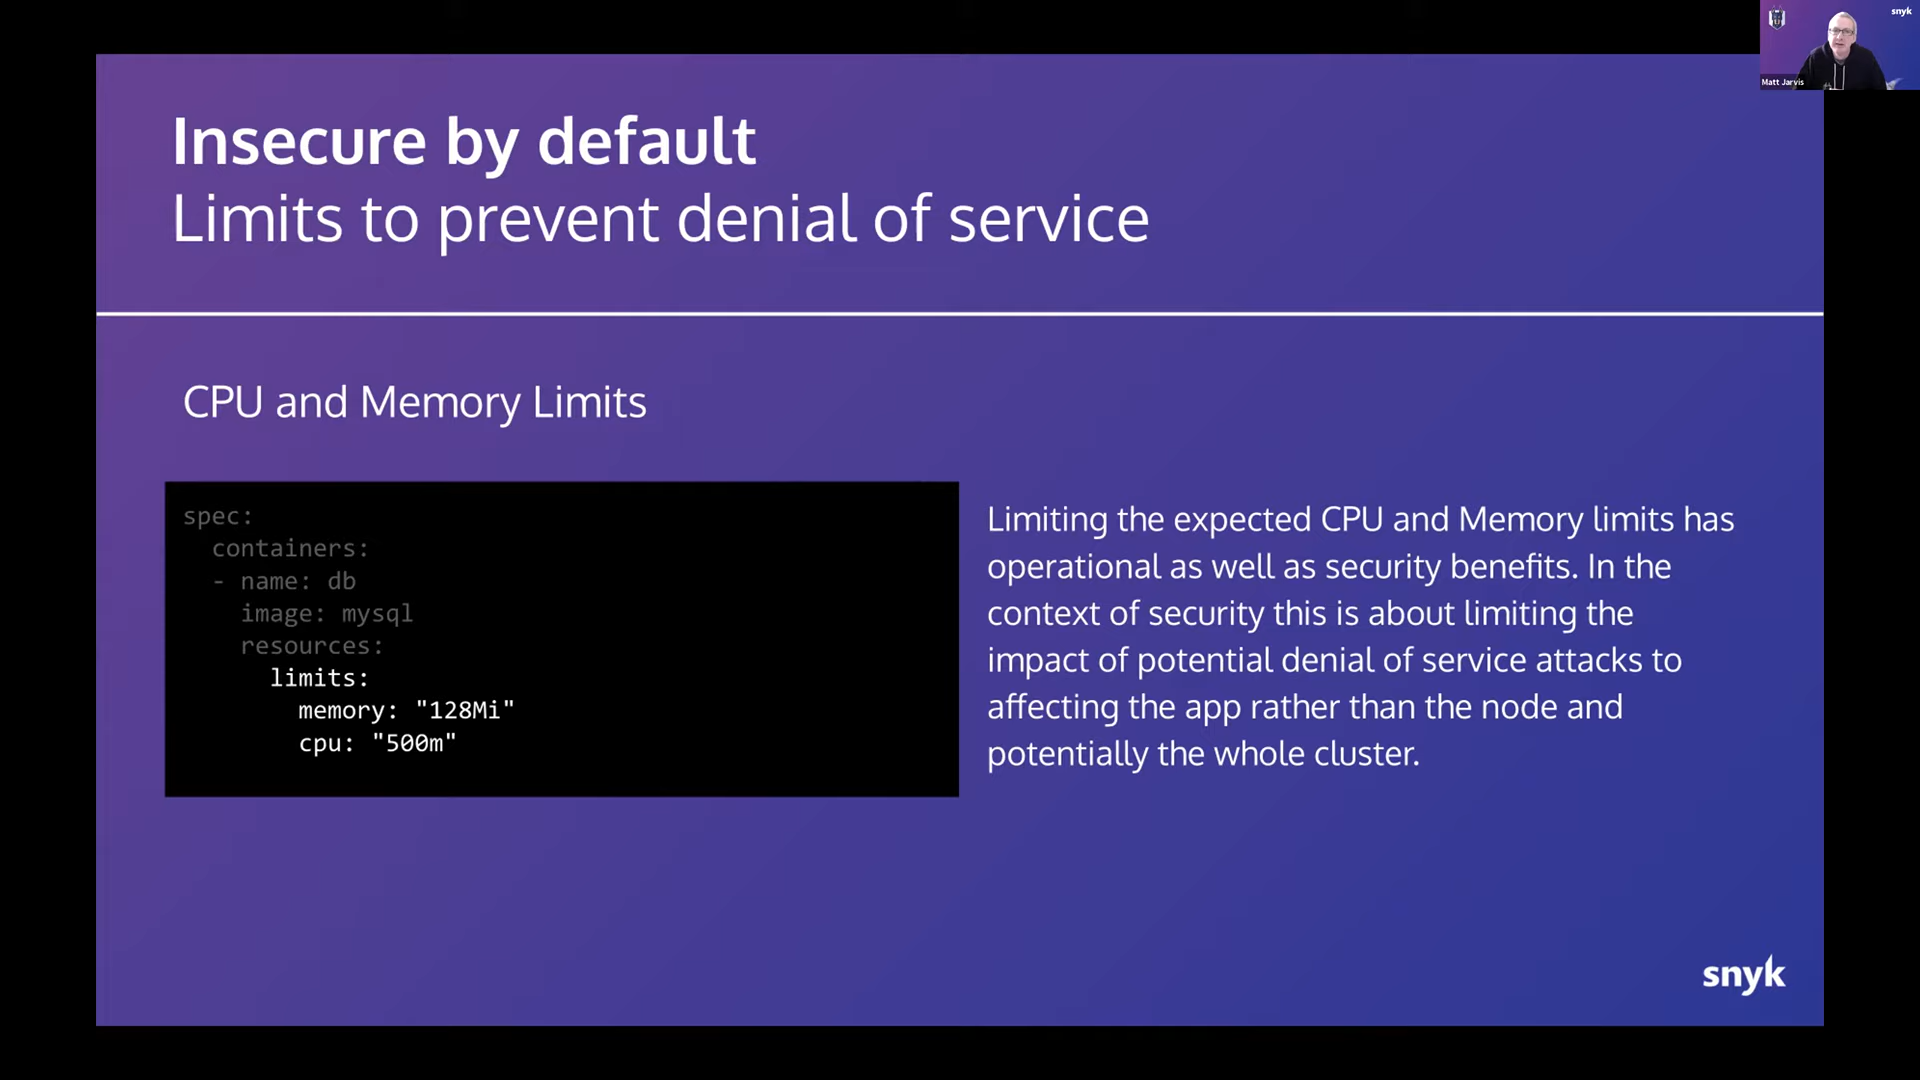 snyk
Matt Jarvis
Insecure by default
Limits to prevent denial of service
CPU and Memory Limits
spec:
  containers:
  - name: db
    image: mysql
    resources:
      limits:
        memory: "128Mi"
        cpu: "500m"
Limiting the expected CPU and Memory limits has
operational as well as security benefits. In the
context of security this is about limiting the
impact of potential denial of service attacks to
affecting the app rather than the node and
potentially the whole cluster.
snyk